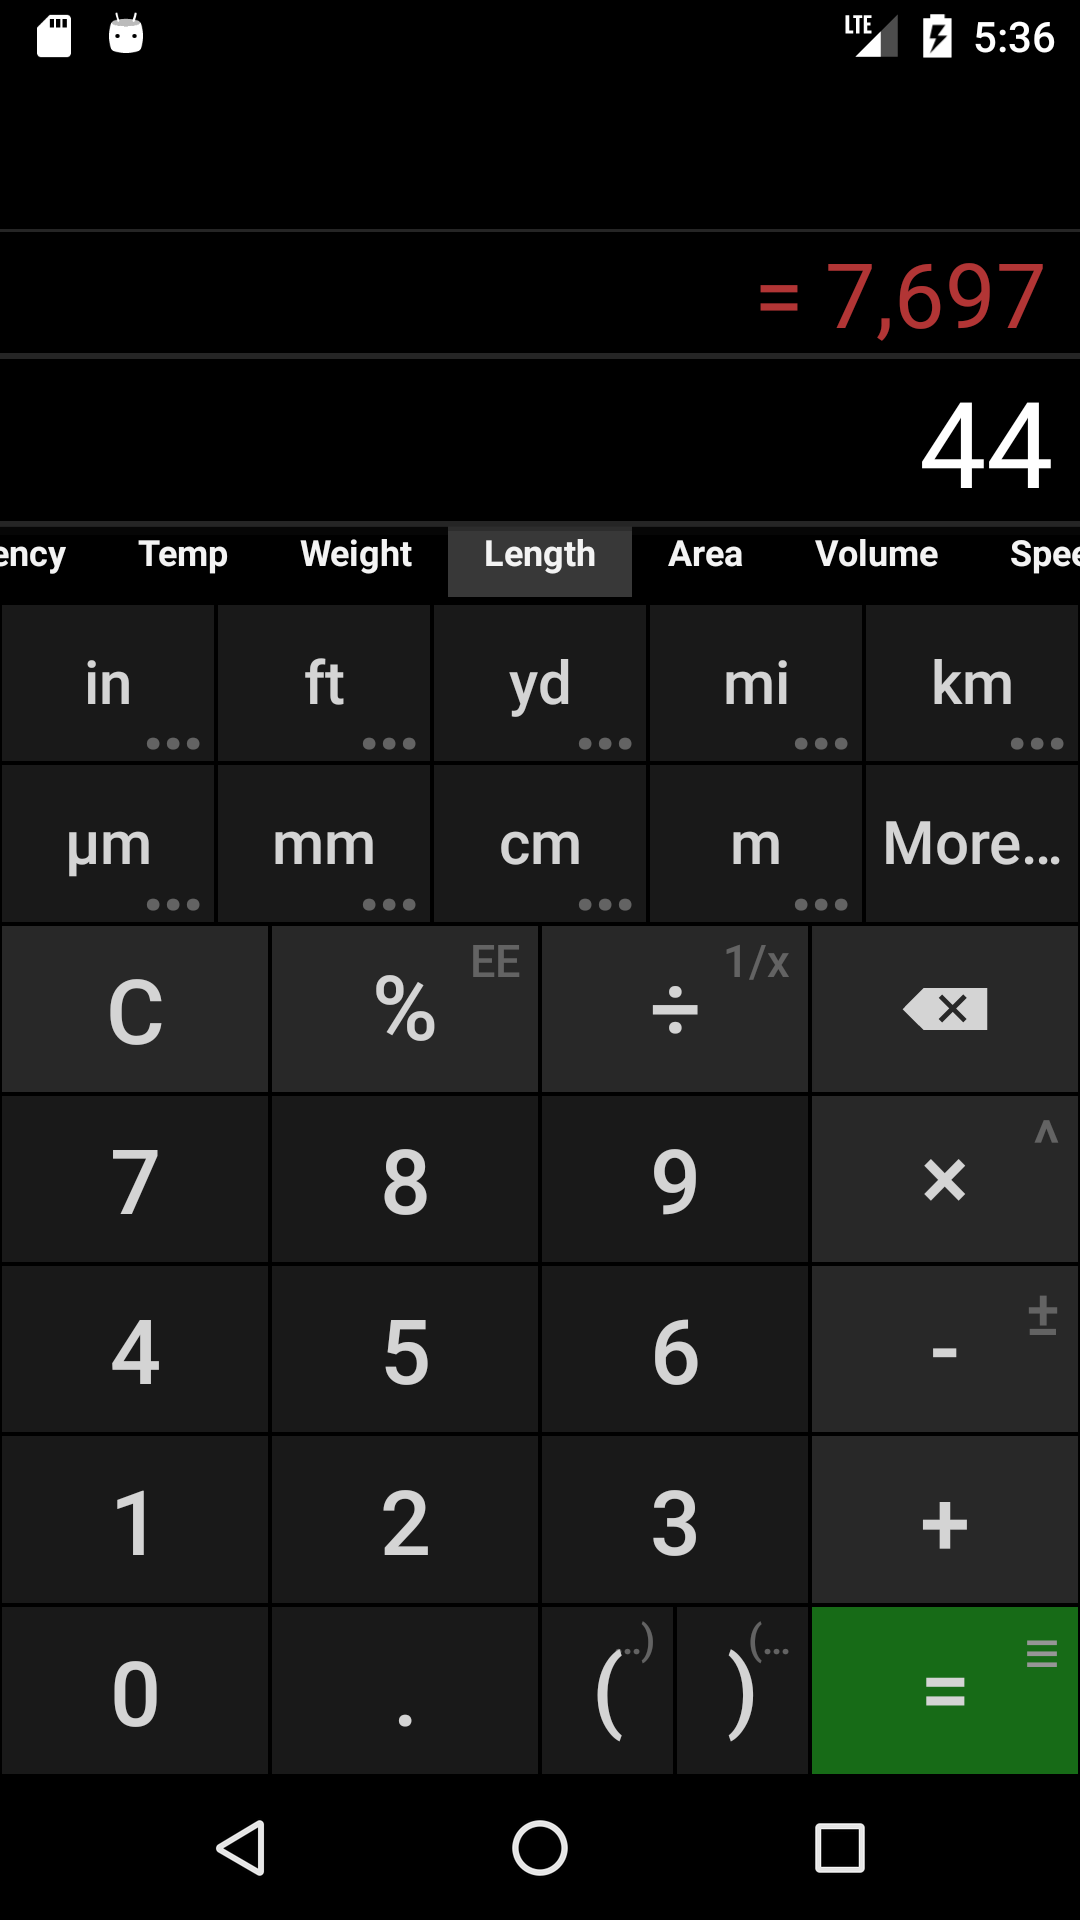 LTE 5:36
= 7,697
44
ency Temp Weight Length Area Volume Spee
in ft yd mi km
µm mm cm m More...
C % EE ÷ 1/x
7 8 9 × ^
4 5 6 - ±
1 2 3 +
0 . ( ..) ) (... =